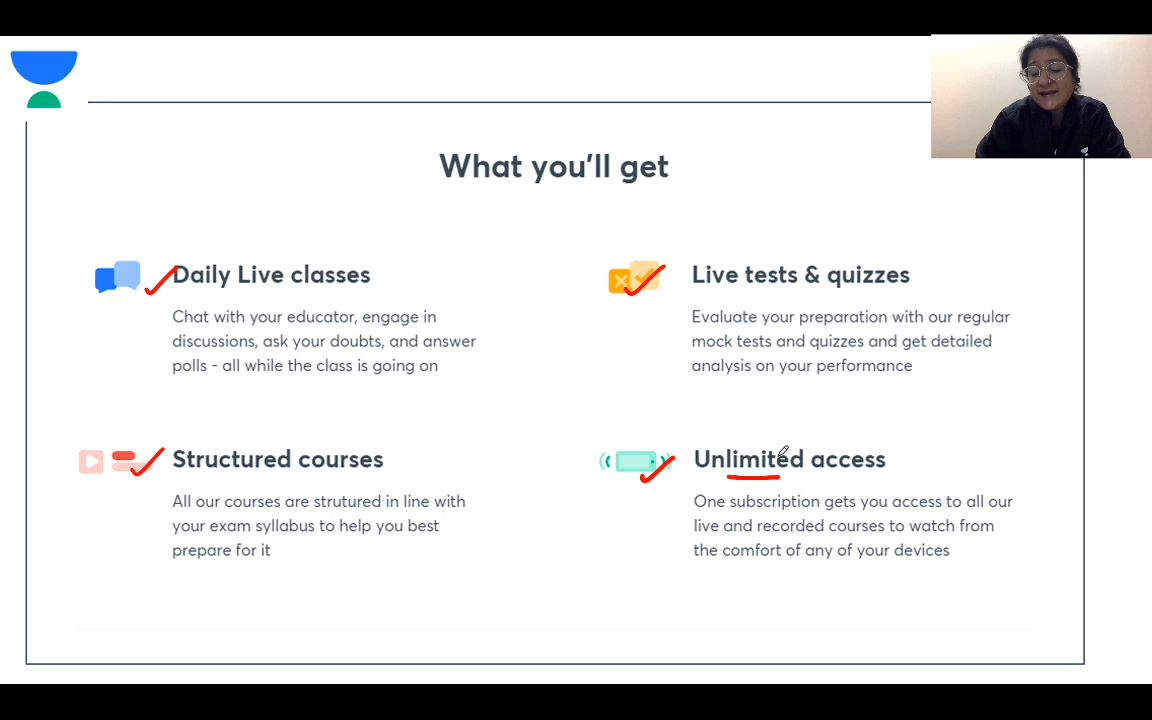 What you'll get
Daily Live classes
Chat with your educator, engage in
discussions, ask your doubts, and answer
polls - all while the class is going on
Live tests & quizzes
Evaluate your preparation with our regular
mock tests and quizzes and get detailed
analysis on your performance
Structured courses
All our courses are strutured in line with
your exam syllabus to help you best
prepare for it
Unlimited access
One subscription gets you access to all our
live and recorded courses to watch from
the comfort of any of your devices